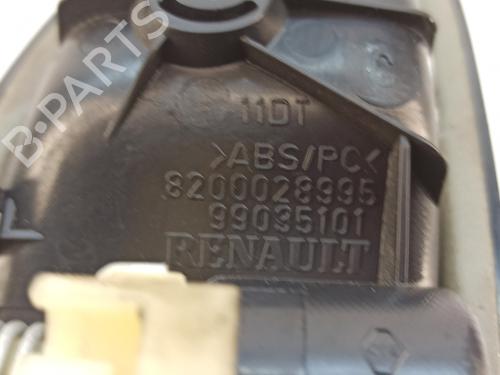 B-PARTS
11DT
>ABS/PC<
8200028995
99035101
RENAULT